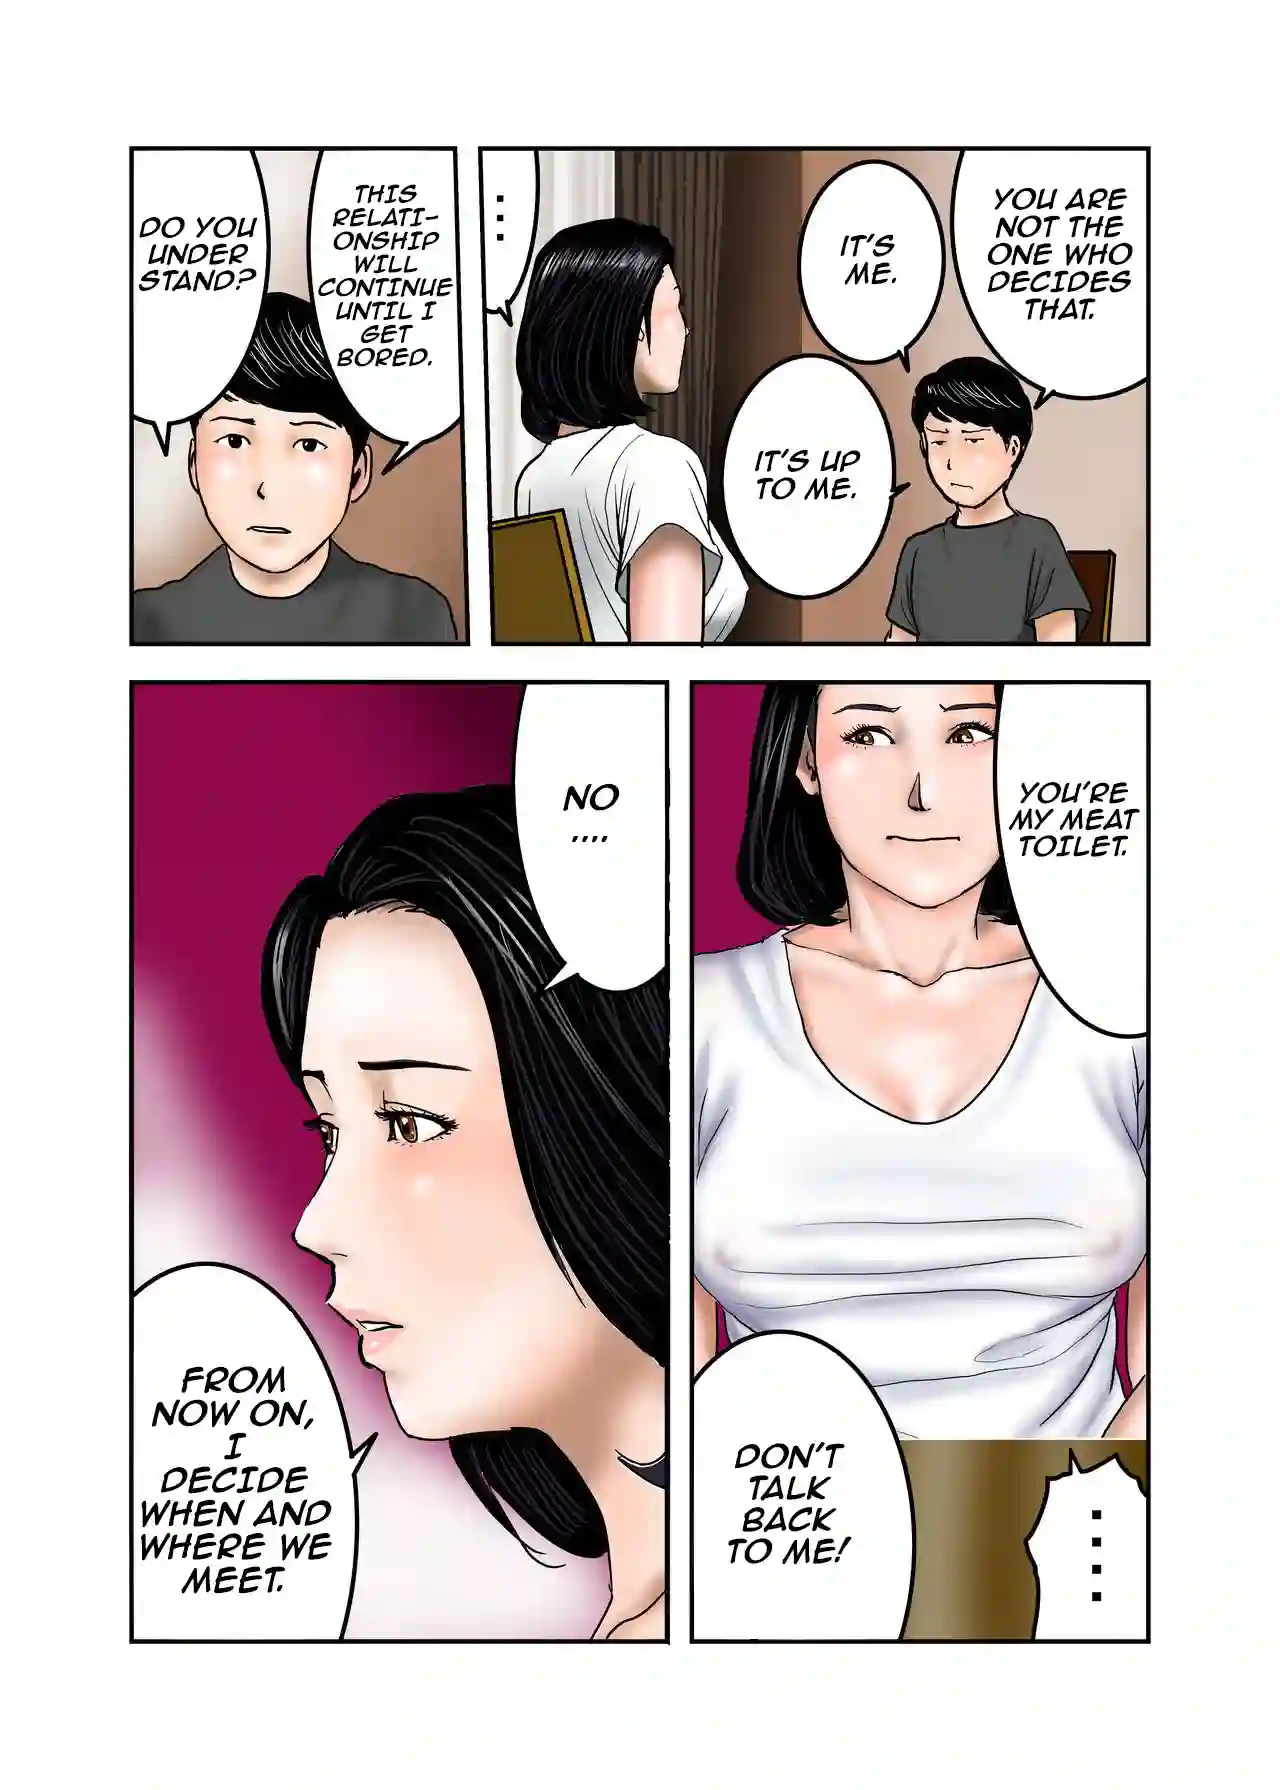 YOU ARE
NOT THE
ONE WHO
DECIDES
THAT.
IT'S
ME.
IT'S UP
TO ME.
...
THIS
RELATI-
ONSHIP
WILL
CONTINUE
UNTIL I
GET
BORED.
DO YOU
UNDER
STAND?
YOU'RE
MY MEAT
TOILET.
DON'T
TALK
BACK
TO ME!
....
NO
....
FROM
NOW ON,
I
DECIDE
WHEN AND
WHERE WE
MEET.